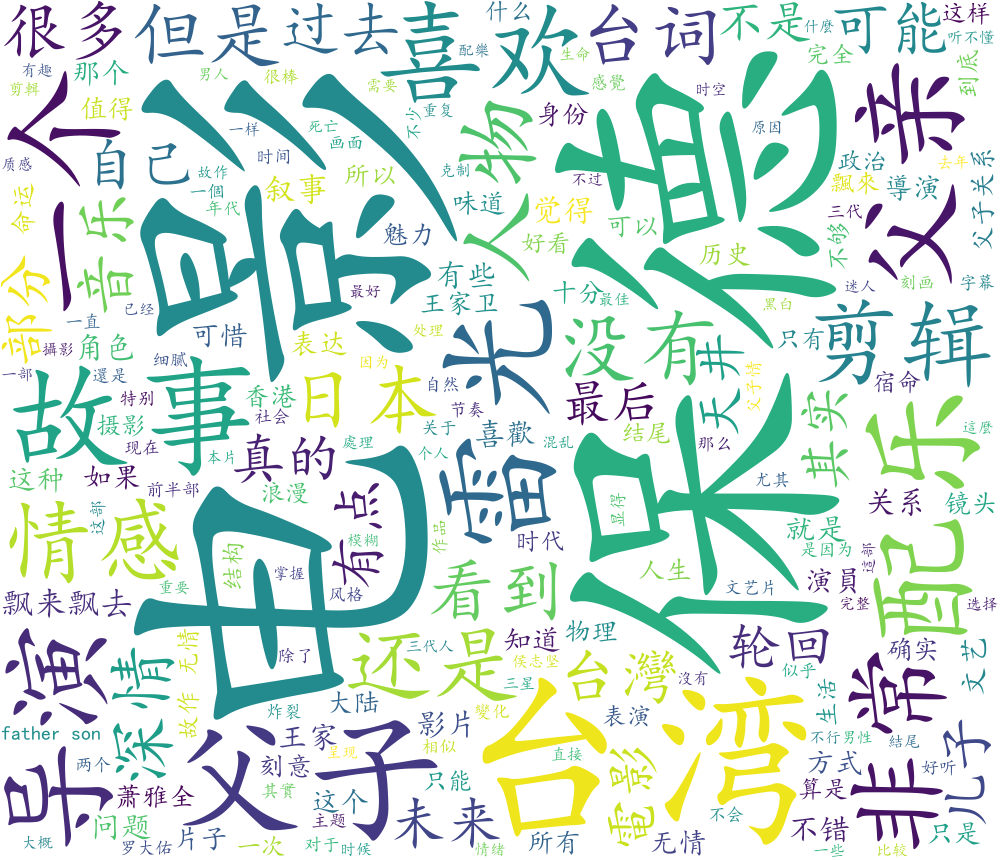 很多
但是
过去
喜欢
什么
台词
不是
什麼
可能
这样
听不懂
有趣
剪輯
那个
男人
很棒
需要
配樂
生命
感覺
完全
到底
一个
值得
自己
质感
电影
一样
死亡
画面
时间
故作
一個
年代
叙事
所以
不少
重复
克制
人物
身份
时空
不过
原因
保德
父亲
政治
去年
飄來
導演
三代
父子关系
命运
音乐
味道
觉得
好看
可以
魅力
历史
不够
迷人
刻画
字幕
部分
已经
一直
角色
攝影
一部
可惜
细腻
最好
有些
王家卫
十分
最佳
黑白
表达
处理
因为
没有
只有
剪辑
故事
還是
特别
摄影
现在
香港
社会
日本
自然
节奏
光
井
天
父子情
宿命
最后
结尾
那么
其实
配乐
這麼
这种
如果
前半部
本片
真的
處理
关于
个人
喜歡
混乱
浪漫
雷
尤其
显得
关系
镜头
情感
这部
有点
模糊
作品
时代
就是
是因为
這部
重要
结构
掌握
风格
看到
人生
文艺片
演員
完整
选择
飘来飘去
导演
深情
无情
故作
除了
还是
三代人
知道
物理
侯志坚
轮回
似乎
确实
文艺
非常
father son
炸裂
大陆
三星
變化
台灣
沒有
生活
两个
父子
王家
刻意
呈现
影片
相似
台湾
表演
直接
電影
不行
男性
結尾
方式
好听
儿子
萧雅全
其實
这个
只能
不会
算是
问题
主题
未来
无情
不错
只是
大概
罗大佑
片子
一次
对于
时候
情绪
所有
一些
比较